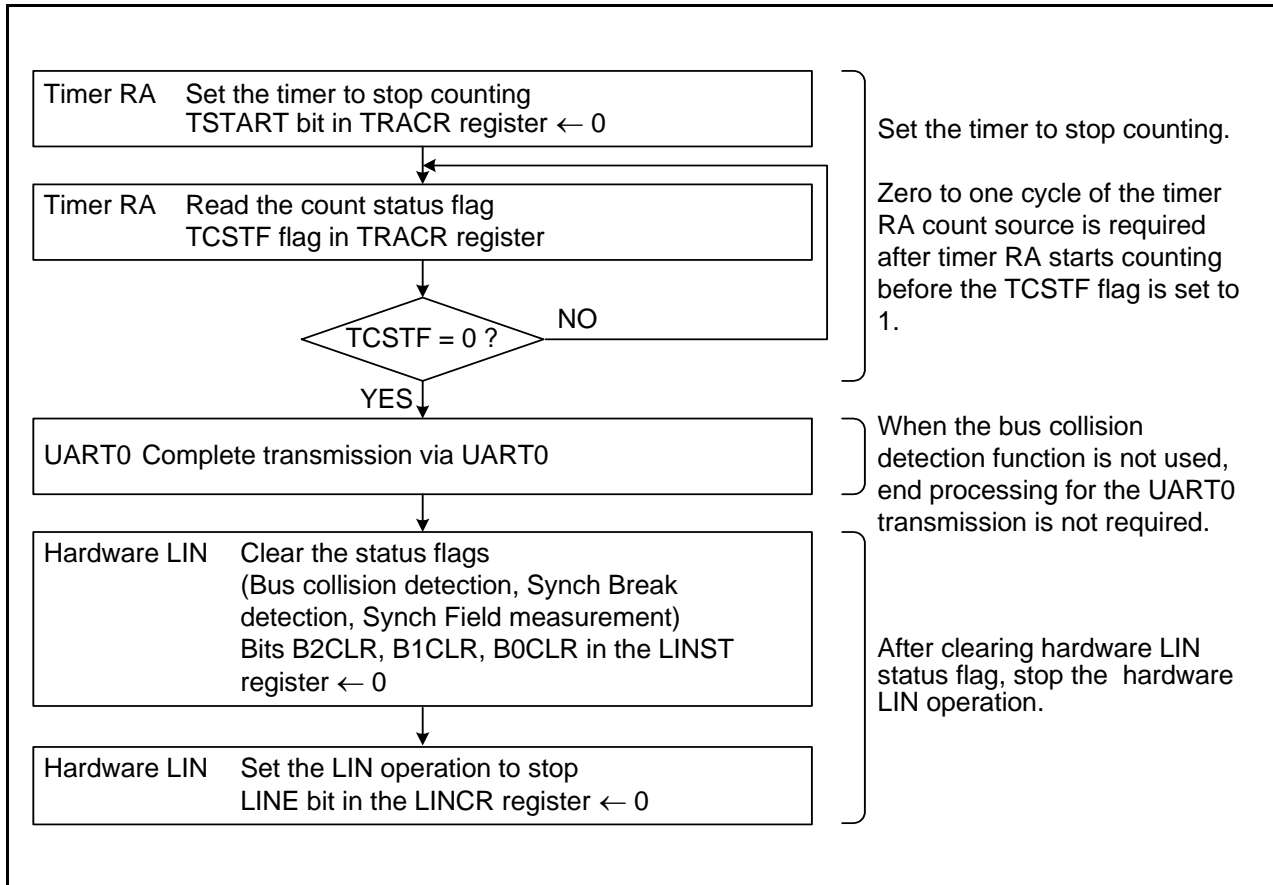 Timer RA Set the timer to stop counting
TSTART bit in TRACR register ← 0
Set the timer to stop counting.
Timer RA Read the count status flag
TCSTF flag in TRACR register
Zero to one cycle of the timer
RA count source is required
after timer RA starts counting
before the TCSTF flag is set to
1.
TCSTF = 0 ?
NO
YES
UART0 Complete transmission via UART0
When the bus collision
detection function is not used,
end processing for the UART0
transmission is not required.
Hardware LIN Clear the status flags
(Bus collision detection, Synch Break
detection, Synch Field measurement)
Bits B2CLR, B1CLR, B0CLR in the LINST
register ← 0
After clearing hardware LIN
status flag, stop the hardware
LIN operation.
Hardware LIN Set the LIN operation to stop
LINE bit in the LINCR register ← 0